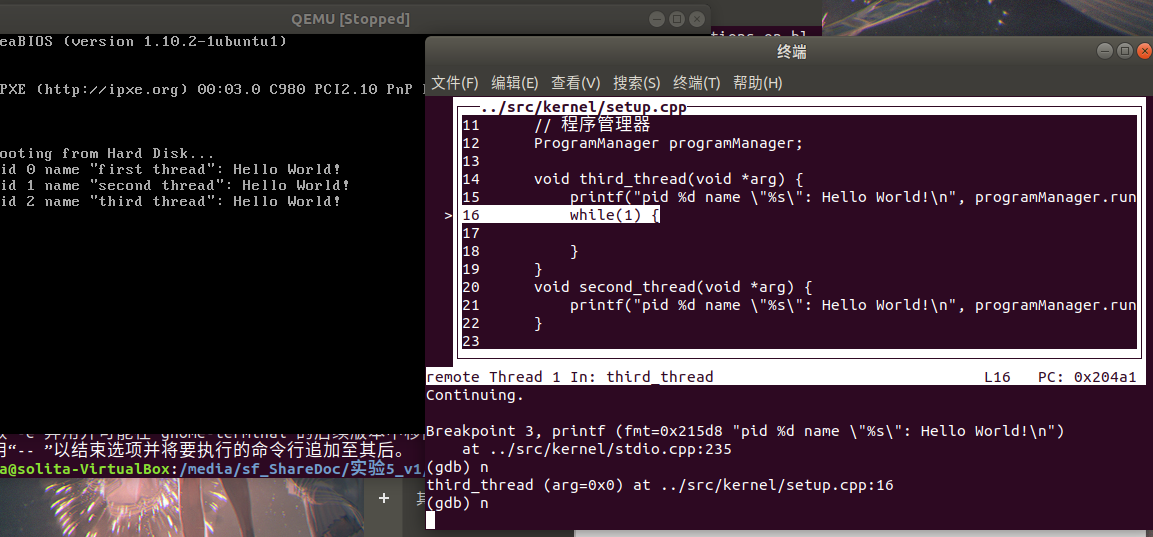 QEMU [Stopped]
eaBIOS (version 1.10.2-1ubuntu1)
PXE (http://ipxe.org) 00:03.0 C980 PCI2.10 PnP
ooting from Hard Disk...
id 0 name "first thread": Hello World!
id 1 name "second thread": Hello World!
id 2 name "third thread": Hello World!
终端
文件(F) 编辑(E) 查看(V) 搜索(S) 终端(T) 帮助(H)
../src/kernel/setup.cpp
11 // 程序管理器
12 ProgramManager programManager;
13
14 void third_thread(void *arg) {
15 printf("pid %d name \"%s\": Hello World!\n", programManager.run
>16 while(1) {
17
18 }
19 }
20 void second_thread(void *arg) {
21 printf("pid %d name \"%s\": Hello World!\n", programManager.run
22 }
23
remote Thread 1 In: third_thread L16 PC: 0x204a1
Continuing.
Breakpoint 3, printf (fmt=0x215d8 "pid %d name \"%s\": Hello World!\n")
at ../src/kernel/stdio.cpp:235
(gdb) n
third_thread (arg=0x0) at ../src/kernel/setup.cpp:16
(gdb) n
用“-- ”以结束选项并将要执行的命令行追加至其后。
a@solita-VirtualBox:/media/sf_ShareDoc/实验5_v1/
+